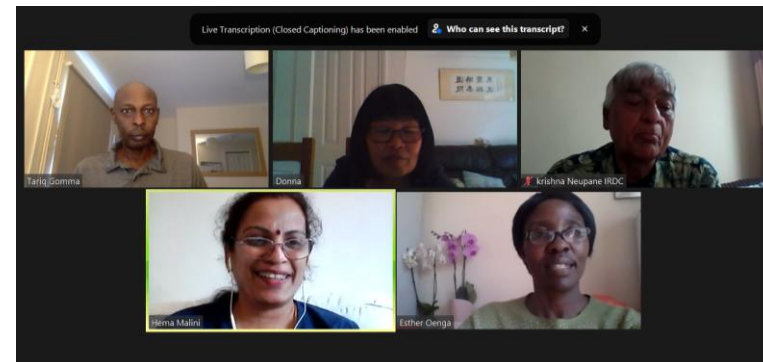 Live Transcription (Closed Captioning) has been enabled Who can see this transcript? ×
Tariq Gomma
Donna
krishna Neupane IRDC
Hema Malini
Esther Oenga